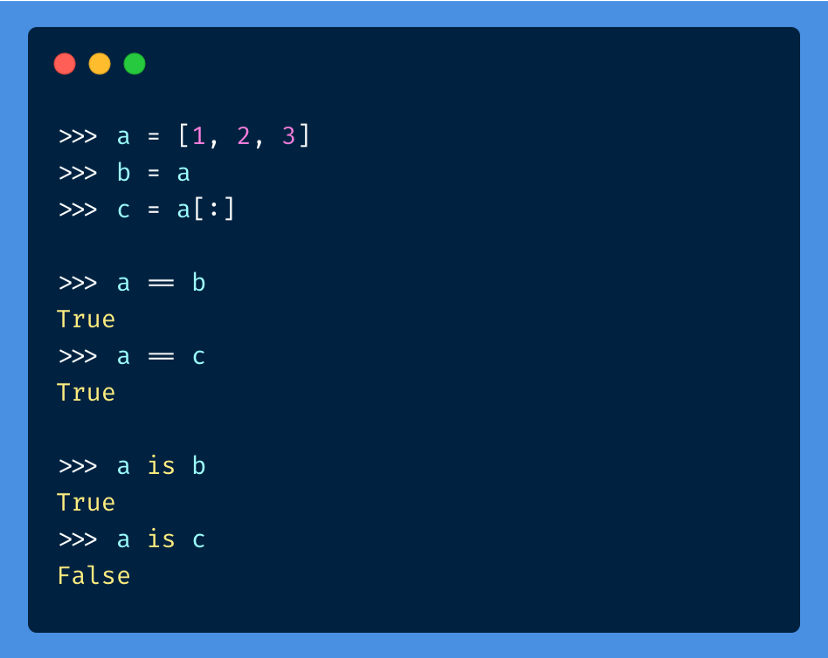 >>> a = [1, 2, 3]
>>> b = a
>>> c = a[:]
>>> a == b
True
>>> a == c
True
>>> a is b
True
>>> a is c
False